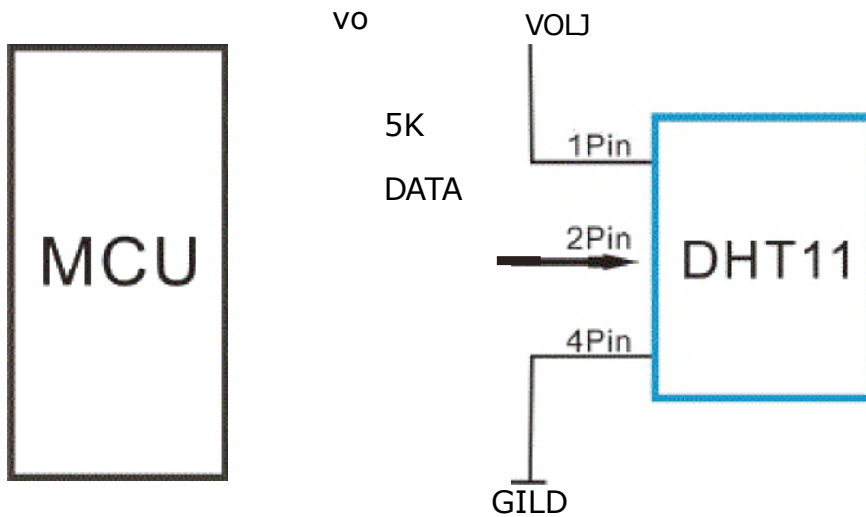 vo
VOLJ
5K
1Pin
DATA
2Pin
MCU
DHT11
4Pin
GILD